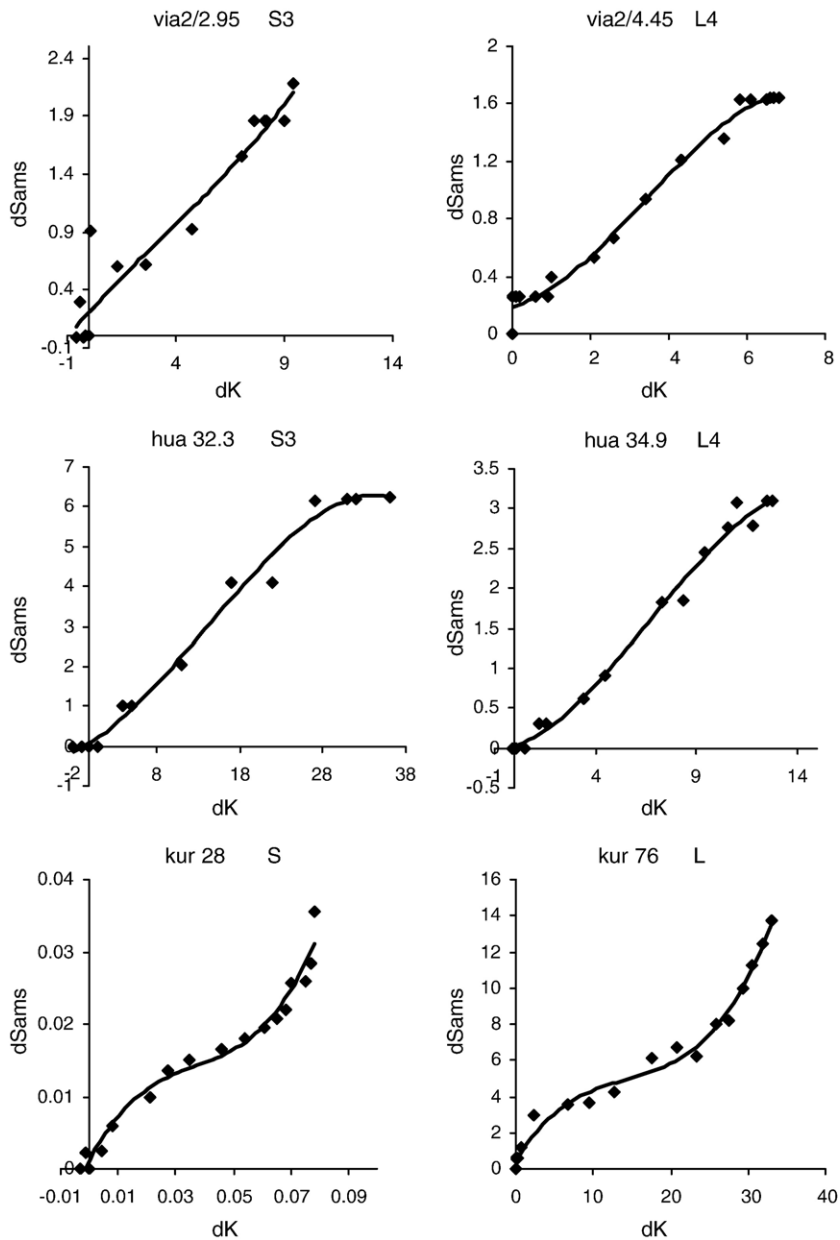 via2/2.95 S3
2.4
1.9
1.4
0.9
0.4
-0.1
-1 4 9 14
dSams
dK
via2/4.45 L4
2
1.6
1.2
0.8
0.4
0
0 2 4 6 8
dSams
dK
hua 32.3 S3
7
6
5
4
3
2
1
0
-1
-2 8 18 28 38
dSams
dK
hua 34.9 L4
3.5
3
2.5
2
1.5
1
0.5
0
-0.5
-1 4 9 14
dSams
dK
kur 28 S
0.04
0.03
0.02
0.01
0
-0.01 0.01 0.03 0.05 0.07 0.09
dSams
dK
kur 76 L
16
14
12
10
8
6
4
2
0
0 10 20 30 40
dSams
dK